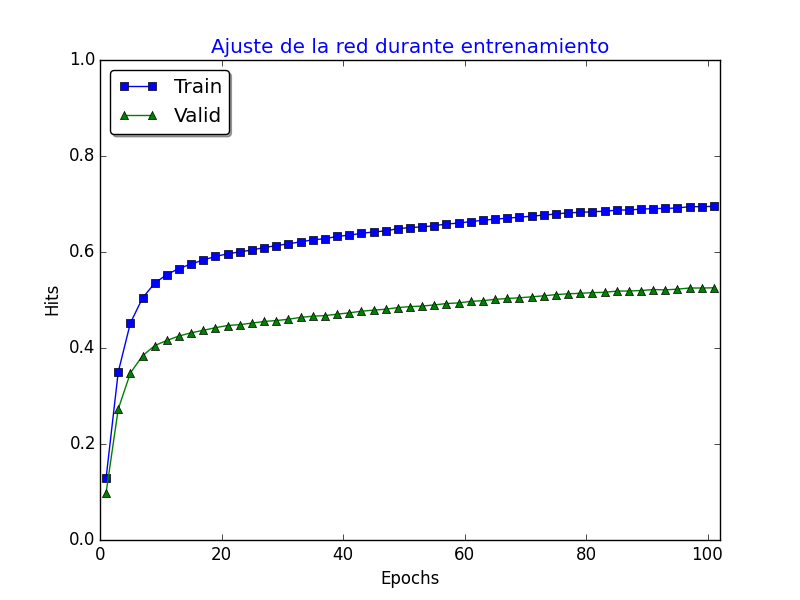 Ajuste de la red durante entrenamiento
1.0
Train
Valid
0.8
0.6
Hits
0.4
0.2
0.0
0 20 40 60 80 100
Epochs